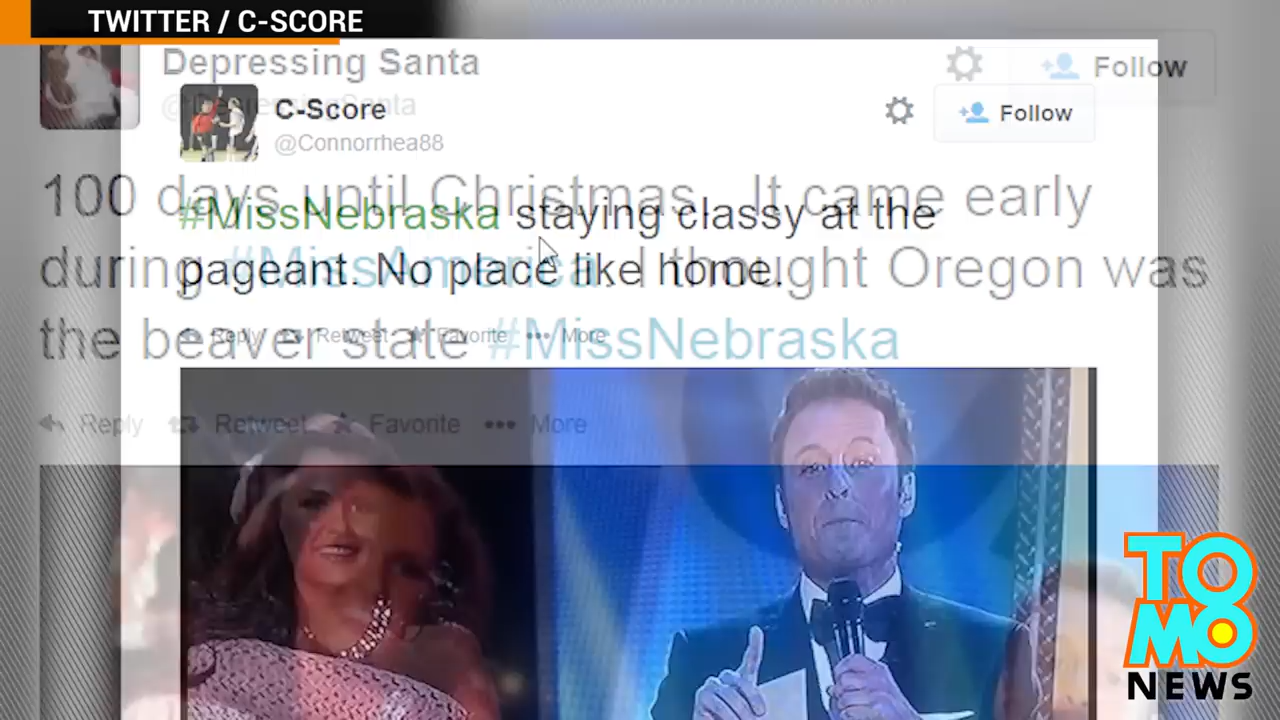 TWITTER / C-SCORE
Depressing Santa
Follow
@DepressingSanta
C-Score
Follow
@Connorrhea88
100 days until Christmas. It came early
#MissNebraska staying classy at the
during #MissAmerica. I thought Oregon was
pageant. No place like home.
the beaver state #MissNebraska
Reply Retweet Favorite More
Reply Retweet Favorite More
TOMO
NEWS